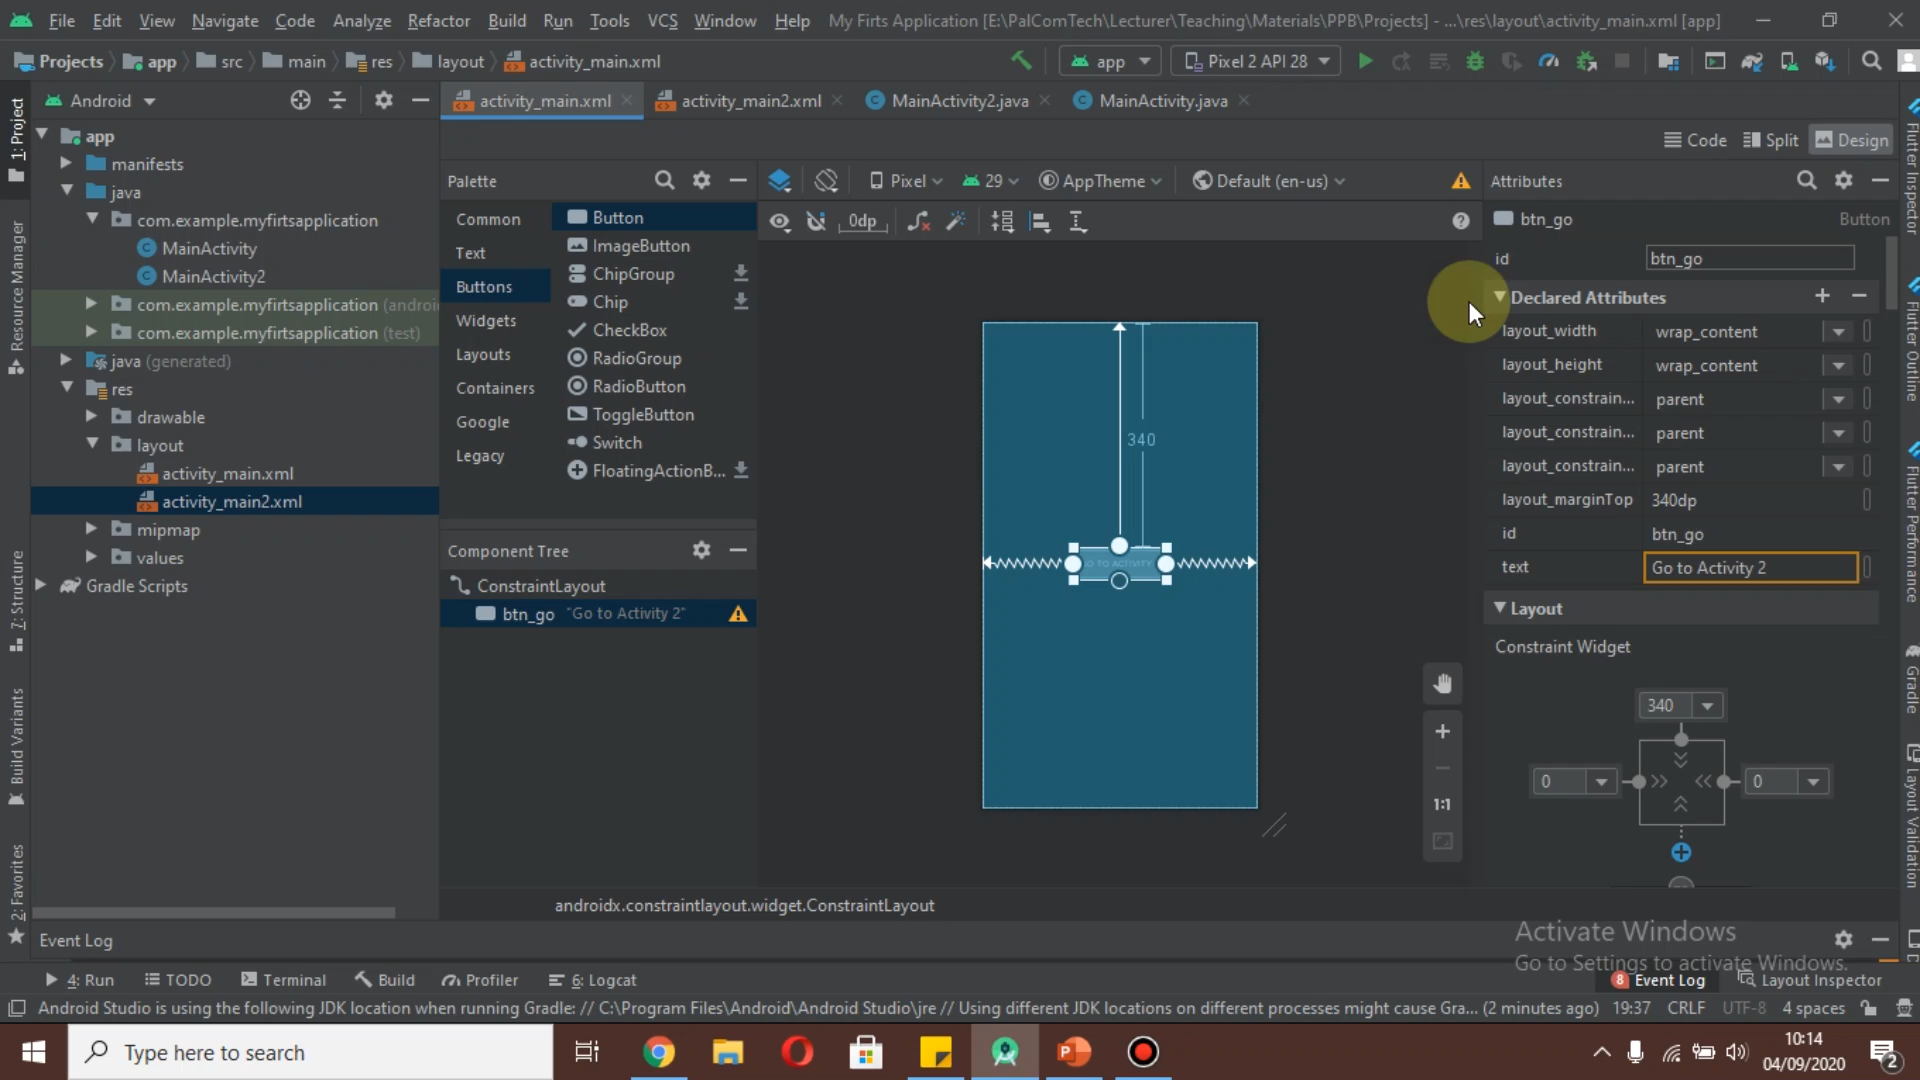 File Edit View Navigate Code Analyze Refactor Build Run Tools VCS Window Help My Firts Application [E:\PalComTech\Lecturer\Teaching\Materials\PPB\Projects] - ...\res\layout\activity_main.xml [app]
Projects app src main res layout activity_main.xml app Pixel 2 API 28
Android activity_main.xml activity_main2.xml MainActivity2.java MainActivity.java
Code Split Design
1: Project
Resource Manager
7: Structure
Build Variants
2: Favorites
app
manifests
java
com.example.myfirtsapplication
MainActivity
MainActivity2
com.example.myfirtsapplication (androi
com.example.myfirtsapplication (test)
java (generated)
res
drawable
layout
activity_main.xml
activity_main2.xml
mipmap
values
Gradle Scripts
Palette
Common
Text
Buttons
Widgets
Layouts
Containers
Google
Legacy
Button
ImageButton
ChipGroup
Chip
CheckBox
RadioGroup
RadioButton
ToggleButton
Switch
FloatingActionB...
Component Tree
ConstraintLayout
btn_go "Go to Activity 2"
Pixel 29 AppTheme Default (en-us)
0dp
340
1:1
androidx.constraintlayout.widget.ConstraintLayout
Attributes
btn_go Button
id btn_go
Declared Attributes
layout_width wrap_content
layout_height wrap_content
layout_constrain... parent
layout_constrain... parent
layout_constrain... parent
layout_marginTop 340dp
id btn_go
text Go to Activity 2
Layout
Constraint Widget
340
0 0
Flutter Inspector
Flutter Outline
Flutter Performance
Gradle
Layout Validation
Event Log
Activate Windows
Go to Settings to activate Windows.
4: Run TODO Terminal Build Profiler 6: Logcat 8 Event Log Layout Inspector
Android Studio is using the following JDK location when running Gradle: // C:\Program Files\Android\Android Studio\jre // Using different JDK locations on different processes might cause Gra... (2 minutes ago) 19:37 CRLF UTF-8 4 spaces
Type here to search
10:14
04/09/2020
2